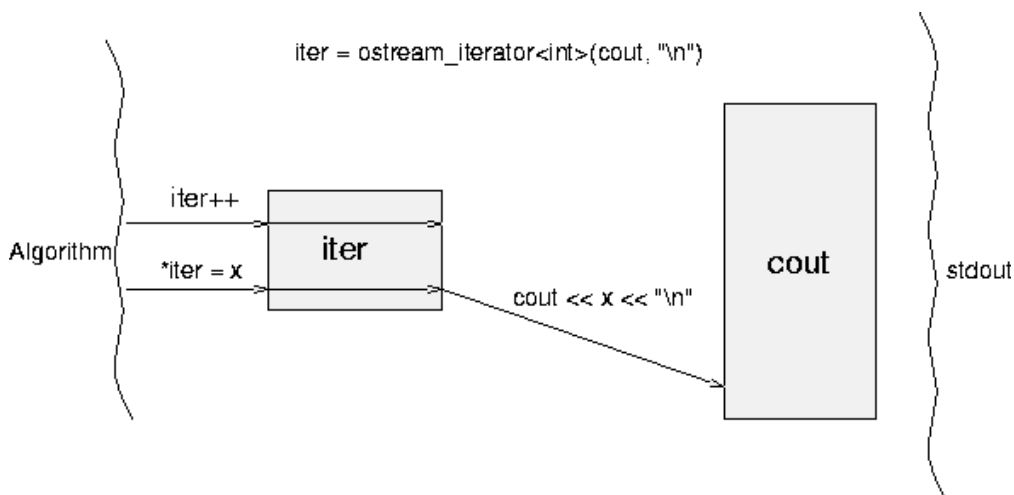 iter = ostream_iterator<int>(cout, "\n")
iter++
Algorithm
iter
*iter = x
cout << x << "\n"
cout
stdout